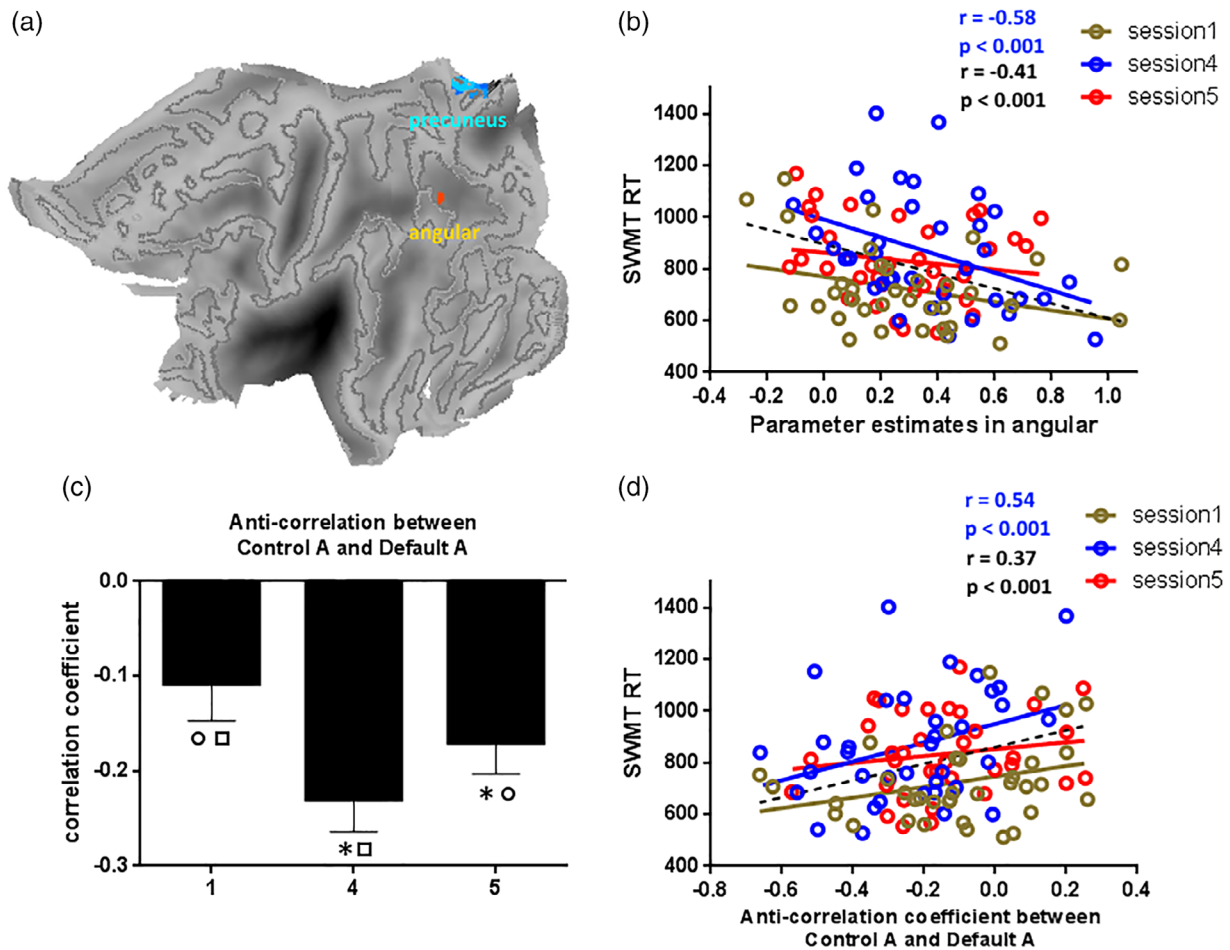 (a)
precuneus
angular
(b)
r = -0.58
p < 0.001
r = -0.41
p < 0.001
session1
session4
session5
SWMT RT
1400
1200
1000
800
600
400
-0.4 -0.2 0.0 0.2 0.4 0.6 0.8 1.0
Parameter estimates in angular
(c)
Anti-correlation between
Control A and Default A
correlation coefficient
0.0
-0.1
-0.2
-0.3
*
*
1 4 5
(d)
r = 0.54
p < 0.001
r = 0.37
p < 0.001
session1
session4
session5
SWMT RT
1400
1200
1000
800
600
400
-0.8 -0.6 -0.4 -0.2 0.0 0.2 0.4
Anti-correlation coefficient between
Control A and Default A